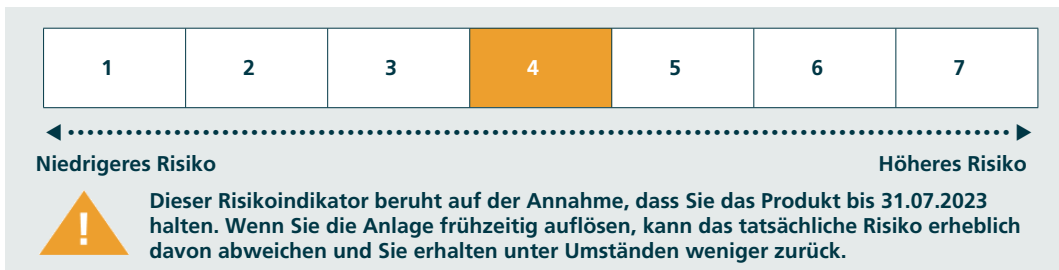 1 2 3 4 5 6 7
Niedrigeres Risiko Höheres Risiko
! Dieser Risikoindikator beruht auf der Annahme, dass Sie das Produkt bis 31.07.2023
halten. Wenn Sie die Anlage frühzeitig auflösen, kann das tatsächliche Risiko erheblich
davon abweichen und Sie erhalten unter Umständen weniger zurück.